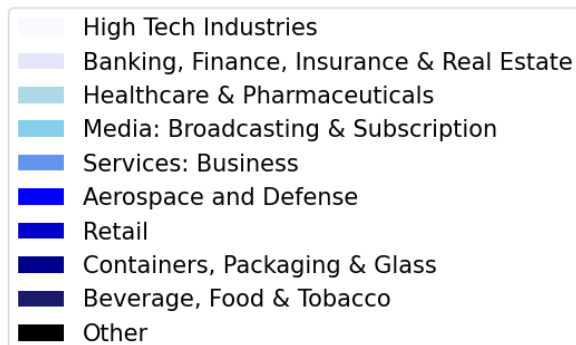 High Tech Industries
Banking, Finance, Insurance & Real Estate
Healthcare & Pharmaceuticals
Media: Broadcasting & Subscription
Services: Business
Aerospace and Defense
Retail
Containers, Packaging & Glass
Beverage, Food & Tobacco
Other